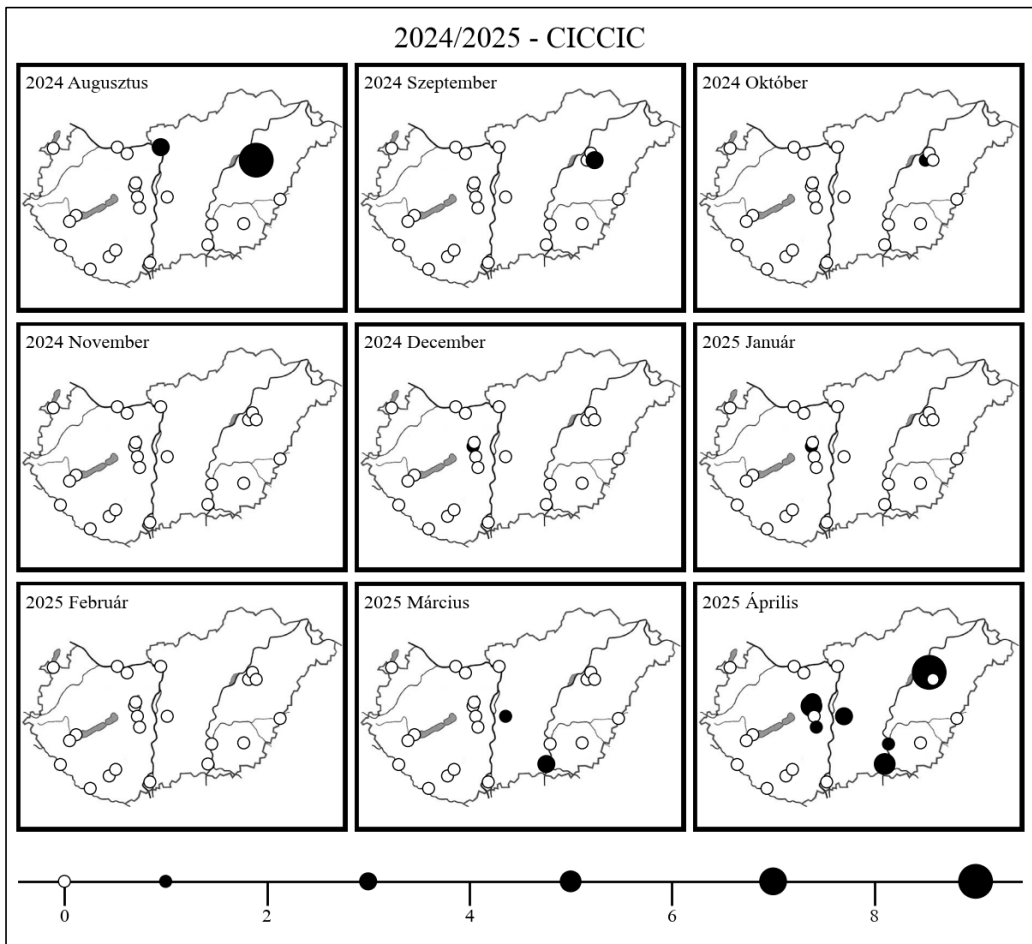 2024/2025 - CICCIC
2024 Augusztus
2024 Szeptember
2024 Október
2024 November
2024 December
2025 Január
2025 Február
2025 Március
2025 Április
0 2 4 6 8